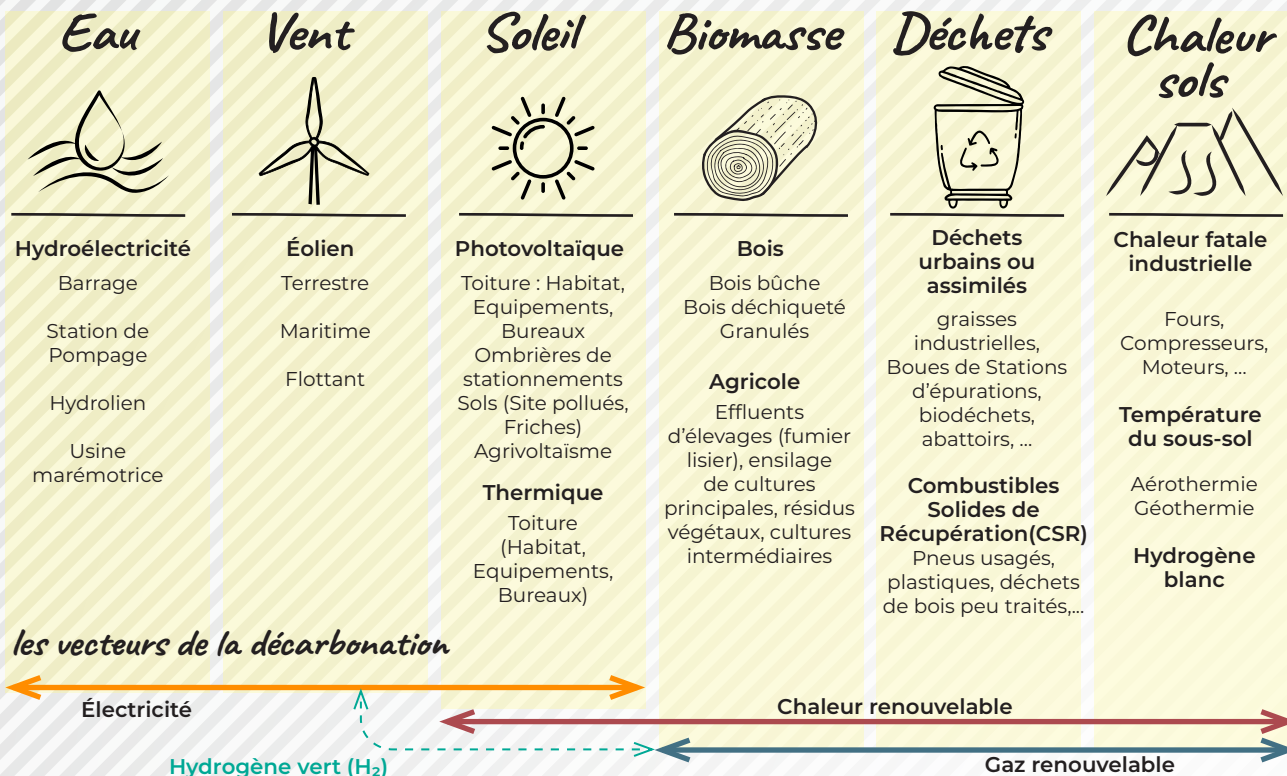 Eau
Hydroélectricité
Barrage
Station de
Pompage
Hydrolien
Usine
marémotrice
Vent
Éolien
Terrestre
Maritime
Flottant
Soleil
Photovoltaïque
Toiture : Habitat,
Equipements,
Bureaux
Ombrières de
stationnements
Sols (Site pollués,
Friches)
Agrivoltaïsme
Thermique
Toiture
(Habitat,
Equipements,
Bureaux)
Biomasse
Bois
Bois bûche
Bois déchiqueté
Granulés
Agricole
Effluents
d’élevages (fumier
lisier), ensilage
de cultures
principales, résidus
végétaux, cultures
intermédiaires
Déchets
Déchets
urbains ou
assimilés
graisses
industrielles,
Boues de Stations
d’épurations,
biodéchets,
abattoirs, ...
Combustibles
Solides de
Récupération(CSR)
Pneus usagés,
plastiques, déchets
de bois peu traités,...
Chaleur
sols
Chaleur fatale
industrielle
Fours,
Compresseurs,
Moteurs, ...
Température
du sous-sol
Aérothermie
Géothermie
Hydrogène
blanc
les vecteurs de la décarbonation
Électricité
Chaleur renouvelable
Hydrogène vert (H₂)
Gaz renouvelable